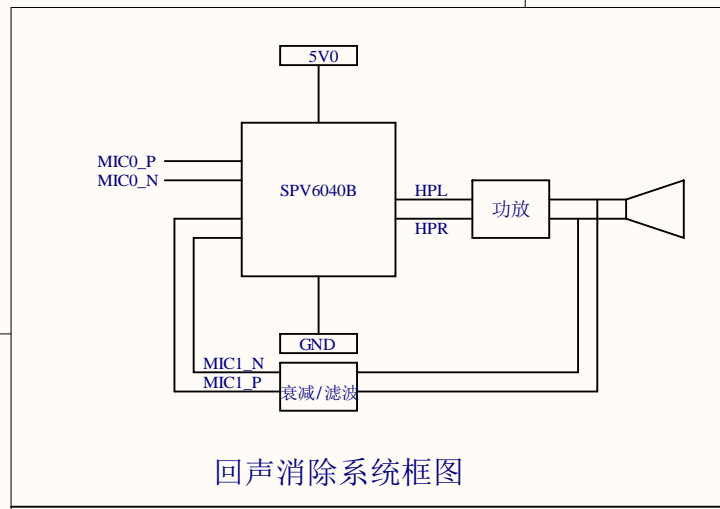 5V0
MIC0_P
MIC0_N
SPV6040B
HPL
HPR
功放
GND
MIC1_N
MIC1_P
衰减/滤波
回声消除系统框图